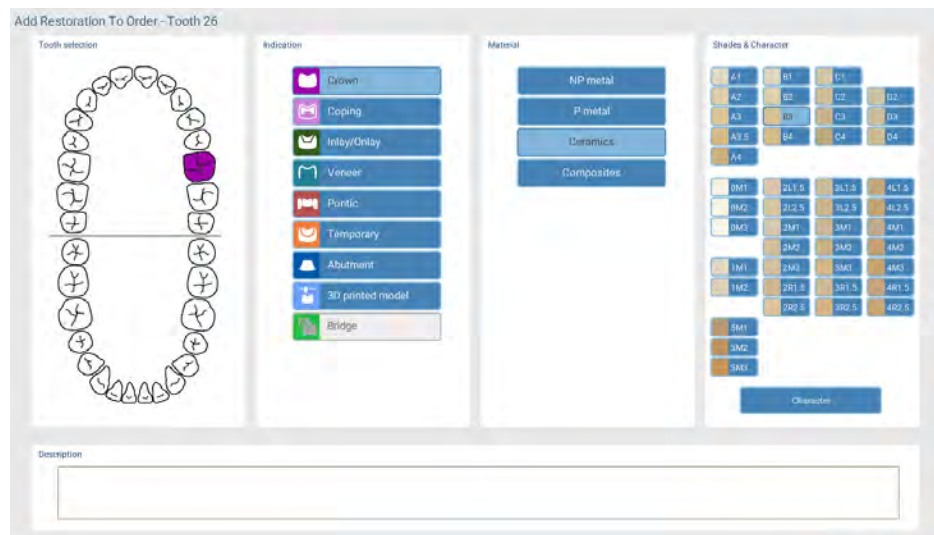 Add Restoration To Order - Tooth 26
Tooth selection
Indication
Crown
Coping
Inlay/Onlay
Veneer
Pontic
Temporary
Abutment
3D printed model
Bridge
Material
NP metal
P metal
Ceramics
Composites
Shades & Character
A1 B1 C1
A2 B2 C2 D2
A3 B3 C3 D3
A3.5 B4 C4 D4
A4
0M1 2L1.5 3L1.5 4L1.5
0M2 2L2.5 3L2.5 4L2.5
0M3 2M1 3M1 4M1
2M2 3M2 4M2
1M1 2M3 3M3 4M3
1M2 2R1.5 3R1.5 4R1.5
2R2.5 3R2.5 4R2.5
5M1
5M2
5M3
Character
Description